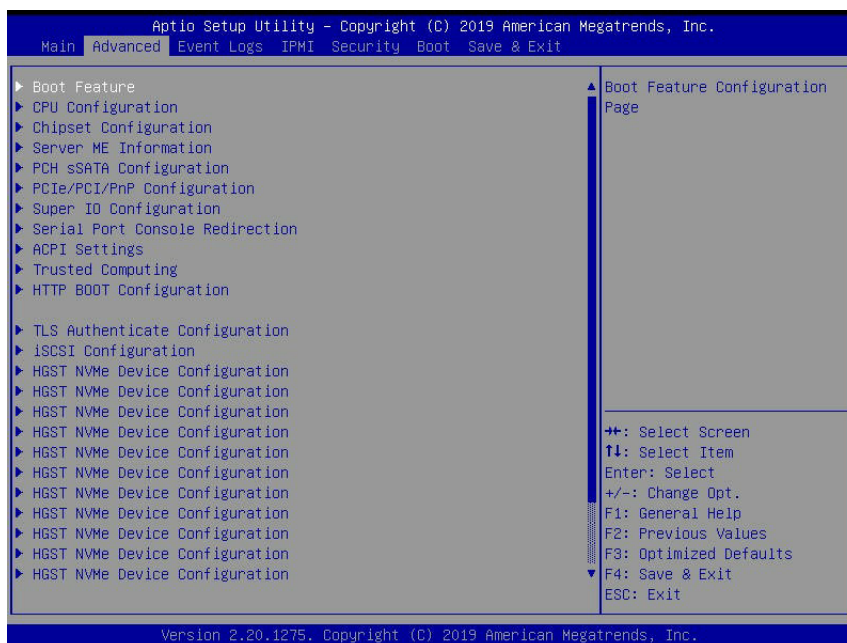 Aptio Setup Utility – Copyright (C) 2019 American Megatrends, Inc.
Main Advanced Event Logs IPMI Security Boot Save & Exit
Boot Feature
CPU Configuration
Chipset Configuration
Server ME Information
PCH sSATA Configuration
PCIe/PCI/PnP Configuration
Super IO Configuration
Serial Port Console Redirection
ACPI Settings
Trusted Computing
HTTP BOOT Configuration
TLS Authenticate Configuration
iSCSI Configuration
HGST NVMe Device Configuration
HGST NVMe Device Configuration
HGST NVMe Device Configuration
HGST NVMe Device Configuration
HGST NVMe Device Configuration
HGST NVMe Device Configuration
HGST NVMe Device Configuration
HGST NVMe Device Configuration
HGST NVMe Device Configuration
HGST NVMe Device Configuration
HGST NVMe Device Configuration
Boot Feature Configuration
Page
→←: Select Screen
↑↓: Select Item
Enter: Select
+/-: Change Opt.
F1: General Help
F2: Previous Values
F3: Optimized Defaults
F4: Save & Exit
ESC: Exit
Version 2.20.1275. Copyright (C) 2019 American Megatrends, Inc.